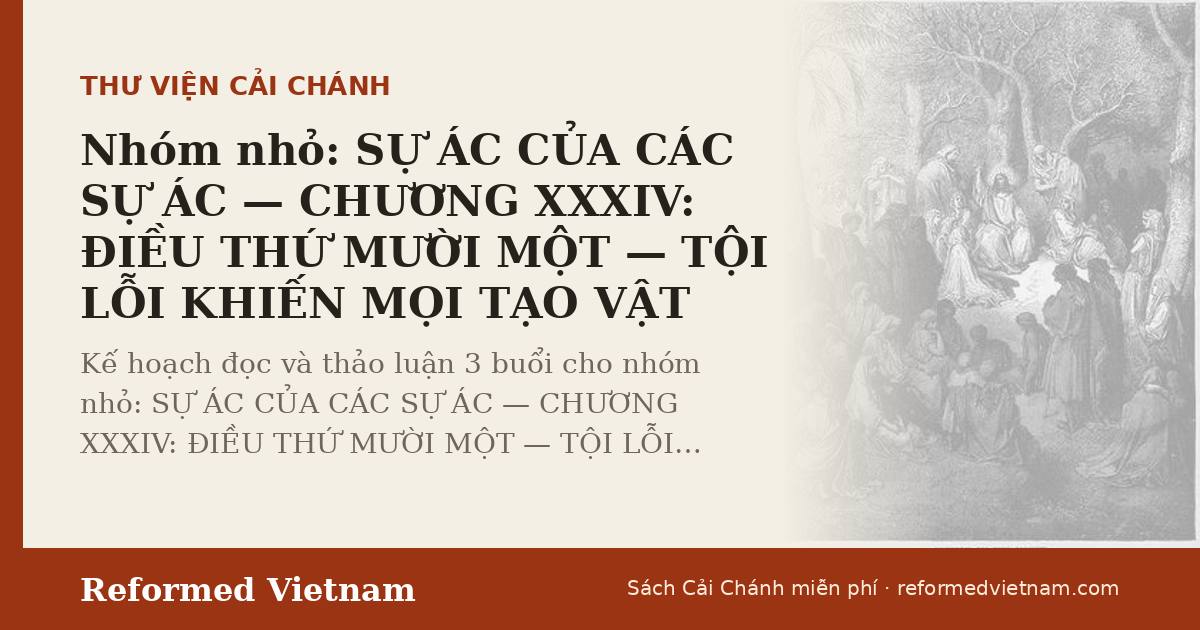 THƯ VIỆN CẢI CHÁNH
Nhóm nhỏ: SỰ ÁC CỦA CÁC
SỰ ÁC — CHƯƠNG XXXIV:
ĐIỀU THỨ MƯỜI MỘT — TỘI
LỖI KHIẾN MỌI TẠO VẬT
Kế hoạch đọc và thảo luận 3 buổi cho nhóm
nhỏ: SỰ ÁC CỦA CÁC SỰ ÁC — CHƯƠNG
XXXIV: ĐIỀU THỨ MƯỜI MỘT — TỘI LỖI...
Reformed Vietnam
Sách Cải Chánh miễn phí · reformedvietnam.com